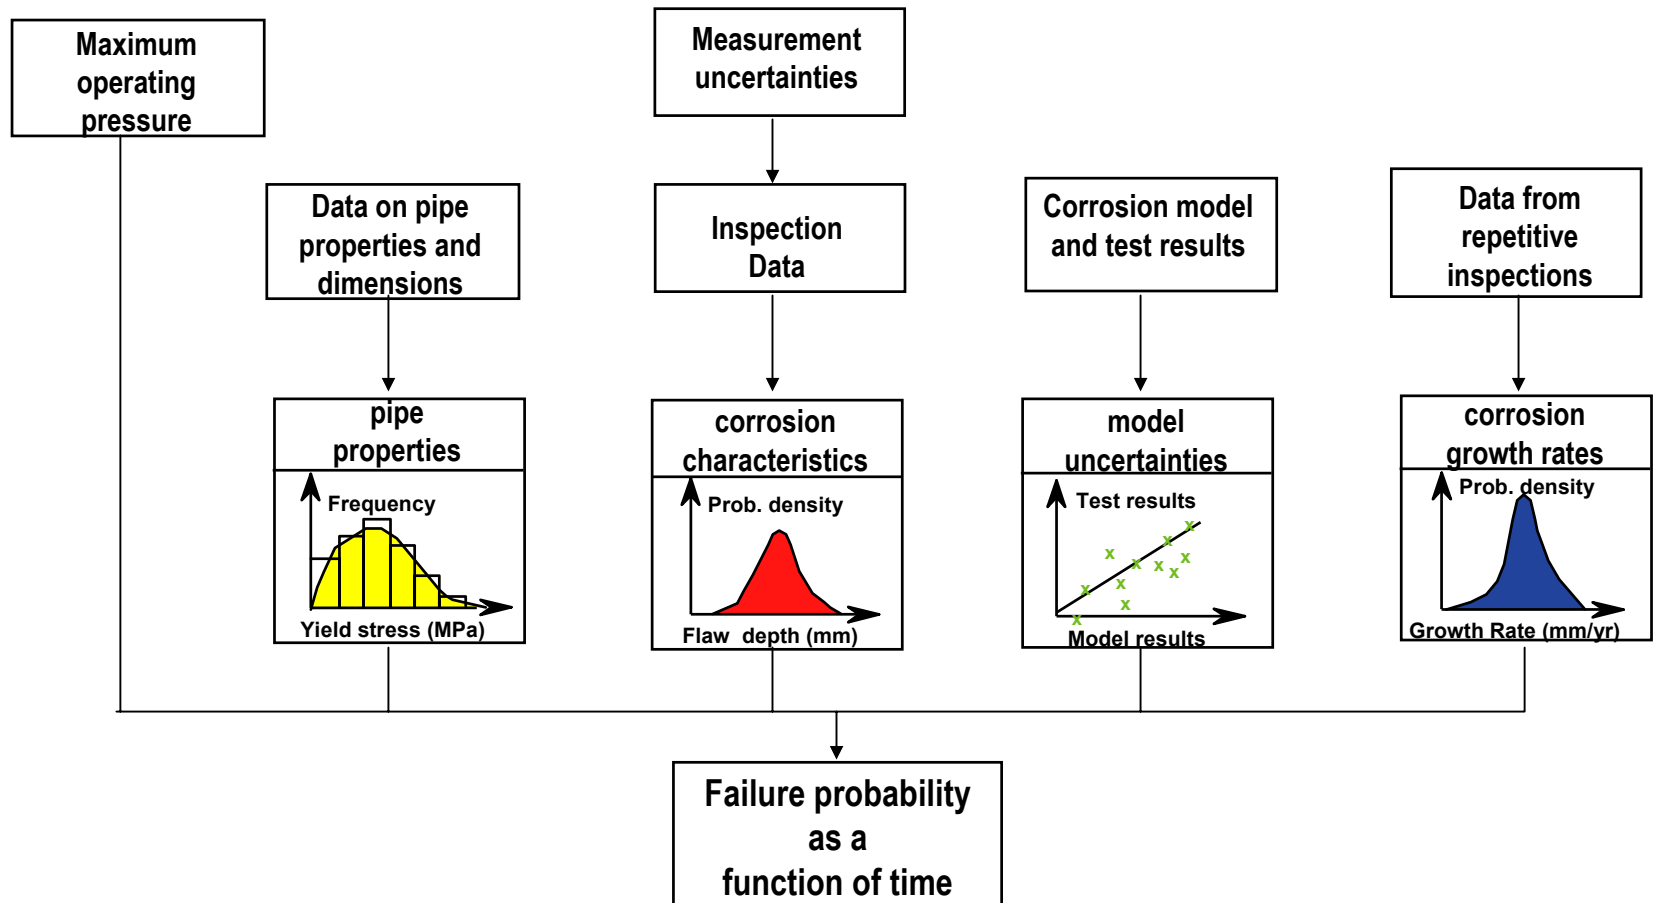 Maximum
operating
pressure
Measurement
uncertainties
Data on pipe
properties and
dimensions
Inspection
Data
Corrosion model
and test results
Data from
repetitive
inspections
pipe
properties
Frequency
Yield stress (MPa)
corrosion
characteristics
Prob. density
Flaw depth (mm)
model
uncertainties
Test results
x
x
x
x
x
x
x
x
x
x
x
Model results
corrosion
growth rates
Prob. density
Growth Rate (mm/yr)
Failure probability
as a
function of time